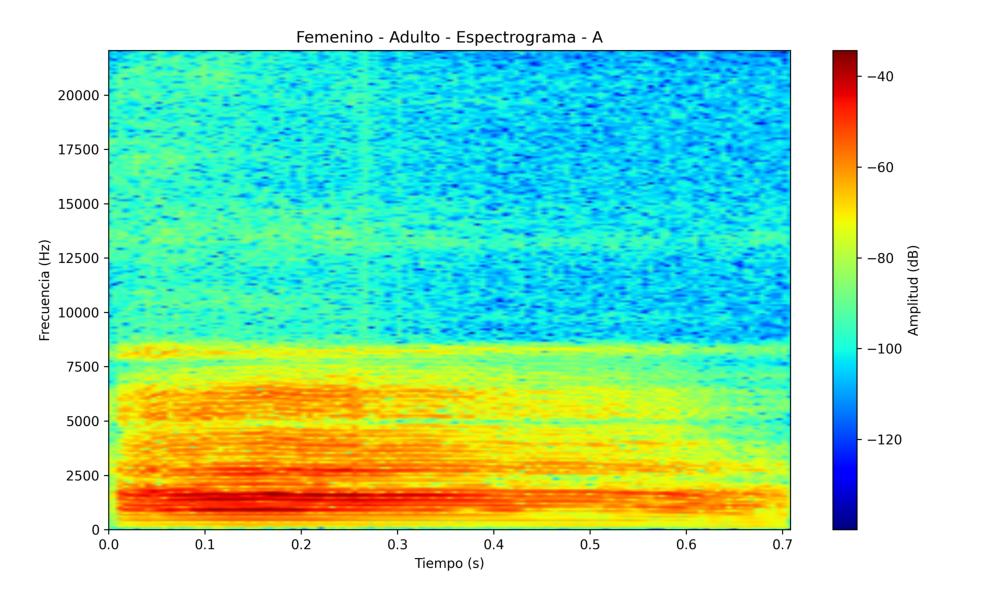 Femenino - Adulto - Espectrograma - A
Frecuencia (Hz)
20000
17500
15000
12500
10000
7500
5000
2500
0
0.0 0.1 0.2 0.3 0.4 0.5 0.6 0.7
Tiempo (s)
−40
−60
−80
−100
−120
Amplitud (dB)